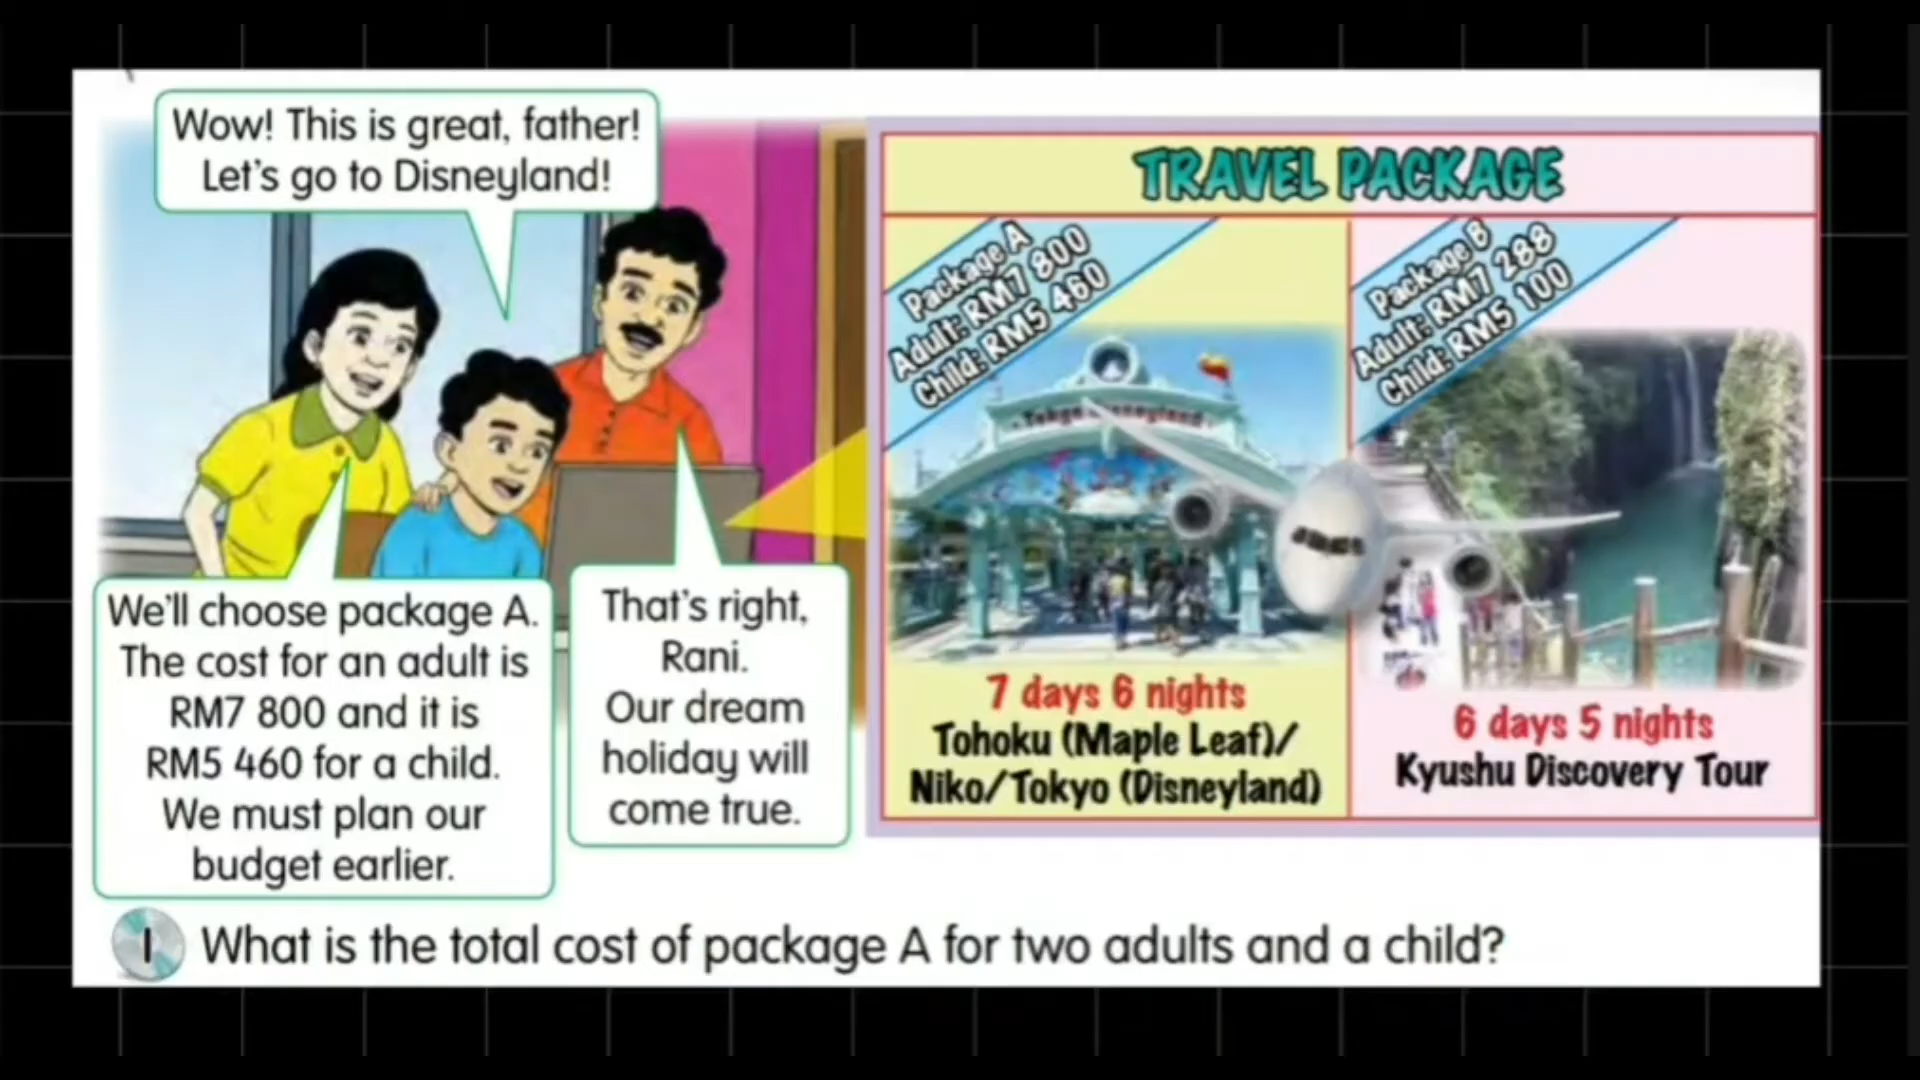 Wow! This is great, father!
Let's go to Disneyland!
We'll choose package A.
The cost for an adult is
RM7 800 and it is
RM5 460 for a child.
We must plan our
budget earlier.
That's right,
Rani.
Our dream
holiday will
come true.
TRAVEL PACKAGE
Package A
Adult: RM7 800
Child: RM5 460
Tokyo Disneyland
7 days 6 nights
Tohoku (Maple Leaf)/
Niko/Tokyo (Disneyland)
Package B
Adult: RM7 288
Child: RM5 100
6 days 5 nights
Kyushu Discovery Tour
1 What is the total cost of package A for two adults and a child?